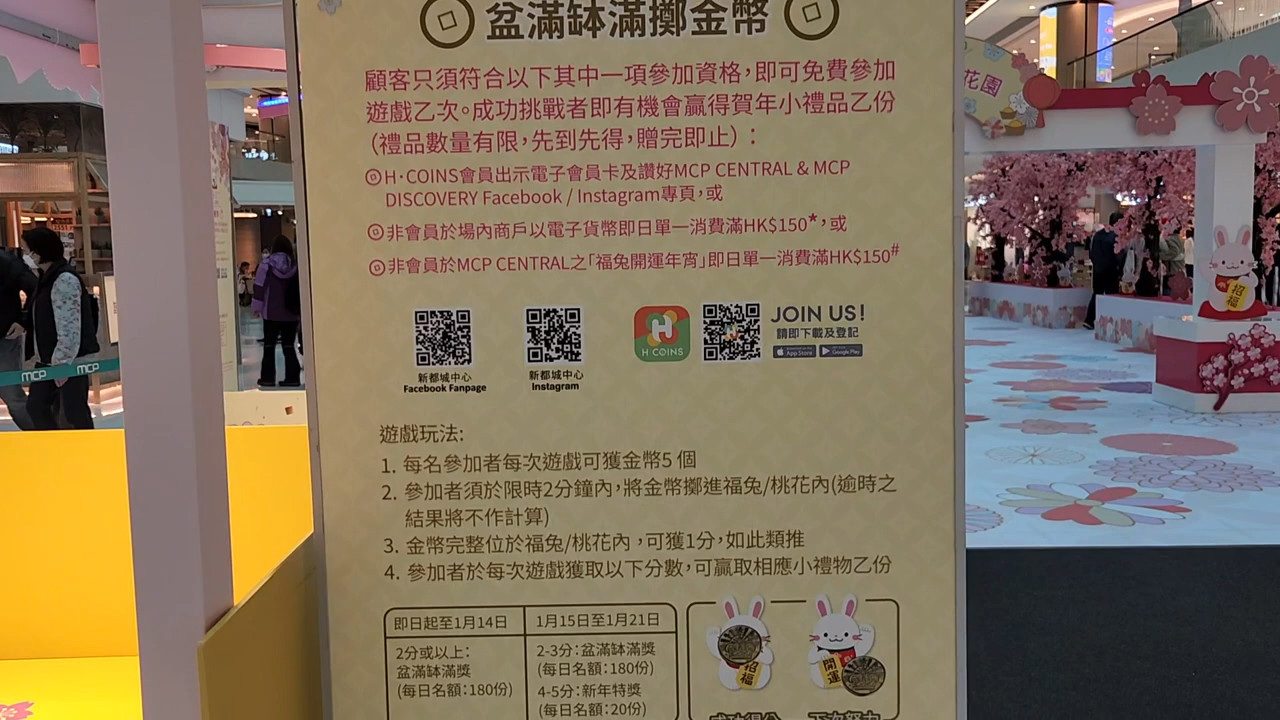 盆滿缽滿擲金幣
顧客只須符合以下其中一項參加資格，即可免費參加
遊戲乙次。成功挑戰者即有機會贏得賀年小禮品乙份
（禮品數量有限，先到先得，贈完即止）：
H·COINS會員出示電子會員卡及讚好MCP CENTRAL & MCP
DISCOVERY Facebook / Instagram專頁，或
非會員於場內商戶以電子貨幣即日單一消費滿HK$150*，或
非會員於MCP CENTRAL之「福兔開運年宵」即日單一消費滿HK$150#
新都城中心
Facebook Fanpage
新都城中心
Instagram
H COINS
JOIN US!
請即下載及登記
App Store
Google Play
遊戲玩法:
1. 每名參加者每次遊戲可獲金幣5 個
2. 參加者須於限時2分鐘內，將金幣擲進福兔/桃花內(逾時之
結果將不作計算)
3. 金幣完整位於福兔/桃花內，可獲1分，如此類推
4. 參加者於每次遊戲獲取以下分數，可贏取相應小禮物乙份
即日起至1月14日
2分或以上：
盆滿缽滿獎
(每日名額：180份)
1月15日至1月21日
2-3分：盆滿缽滿獎
(每日名額：180份)
4-5分：新年特獎
(每日名額：20份)
招福
開運
成功得分
下次努力
mcp
mcp
花園
招福